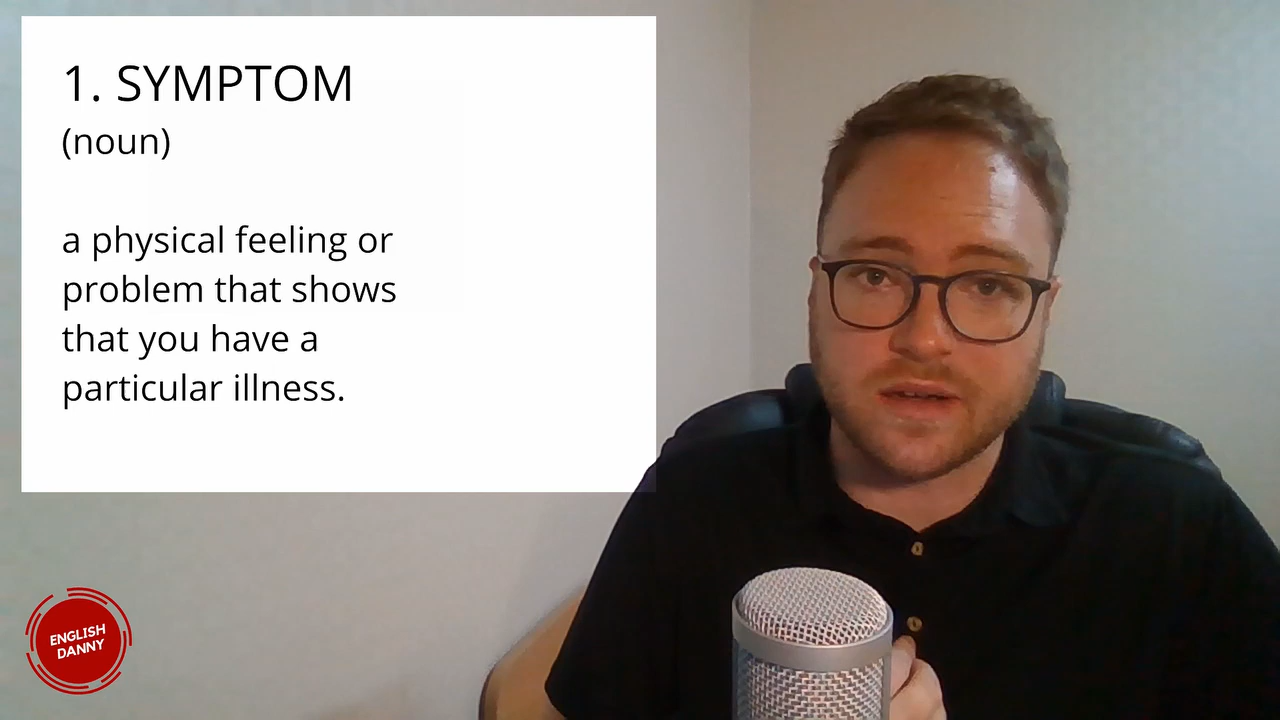 1. SYMPTOM
(noun)
a physical feeling or
problem that shows
that you have a
particular illness.
ENGLISH
DANNY